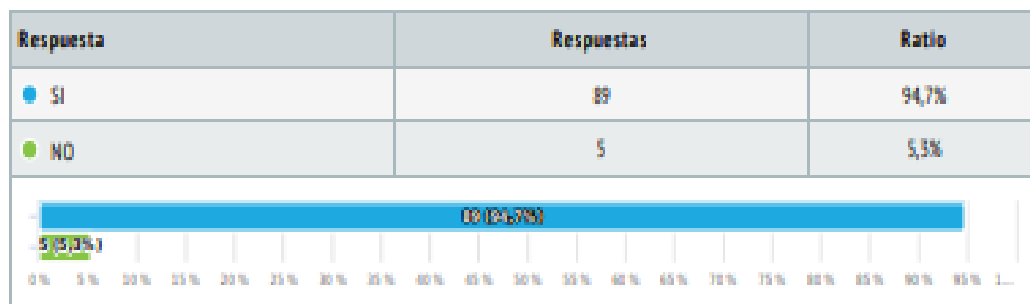 Respuesta Respuestas Ratio
SI 89 94,7%
NO 5 5,3%
89 (94,7%)
5 (5,3%)
0% 5% 10% 15% 20% 25% 30% 35% 40% 45% 50% 55% 60% 65% 70% 75% 80% 85% 90% 95% 1...